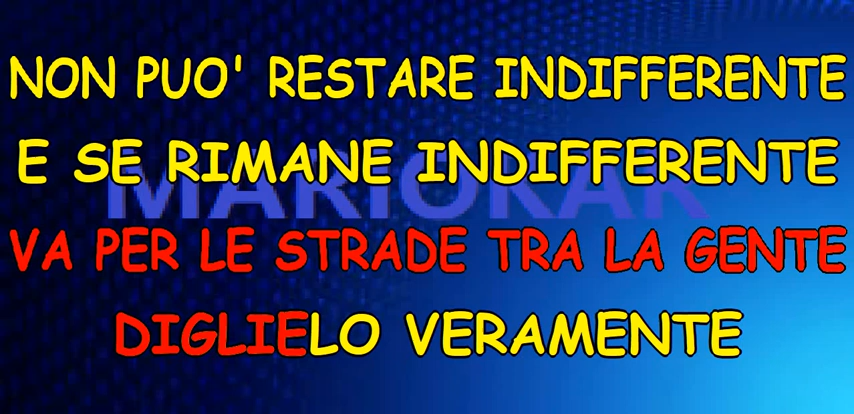 NON PUO' RESTARE INDIFFERENTE
E SE RIMANE INDIFFERENTE
MARIOKAR
VA PER LE STRADE TRA LA GENTE
DIGLIELO VERAMENTE